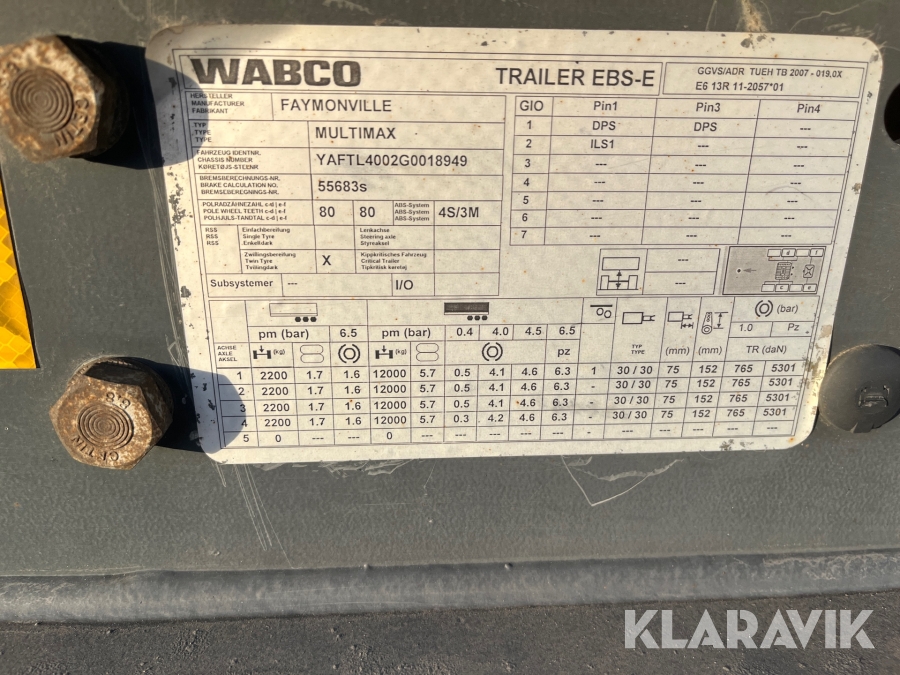 WABCO TRAILER EBS-E GGVS/ADR TUEH TB 2007 - 019,0X
E6 13R 11-2057*01
HERSTELLER
MANUFACTURER
FABRIKANT
FAYMONVILLE
TYP
TYPE
TYPE
MULTIMAX
FAHRZEUG IDENTNR.
CHASSIS NUMBER
KØRETØJS-STELNR
YAFTL4002G0018949
BREMSBERECHNUNGS-NR.
BRAKE CALCULATION NO.
BREMSEBEREGNINGS-NR.
55683s
POLRADZÄHNEZAHL c-d | e-f
POLE WHEEL TEETH c-d | e-f
POLHJULS-TANDTAL c-d | e-f
80 80
ABS-System
ABS-System
ABS-System
4S/3M
RSS
RSS
RSS
Einfachbereifung
Single Tyre
Enkeldæk
Lenkachse
Steering axle
Styreaksel
Zwillingsbereifung
Twin Tyre
Tvillingdæk
X
Kippkritisches Fahrzeug
Critical Trailer
Tipkritisk køretøj
Subsystemer --- I/O
GIO Pin1 Pin3 Pin4
1 DPS DPS ---
2 ILS1 --- ---
3 --- --- ---
4 --- --- ---
5 --- --- ---
6 --- --- ---
7 --- --- ---
---
---
pm (bar) 6.5 pm (bar) 0.4 4.0 4.5 6.5 (bar)
1.0 Pz
ACHSE
AXLE
AKSEL
(kg) (kg) pz TYP
TYPE
(mm) (mm) TR (daN)
1 2200 1.7 1.6 12000 5.7 0.5 4.1 4.6 6.3 1 30 / 30 75 152 765 5301
2 2200 1.7 1.6 12000 5.7 0.5 4.1 4.6 6.3 - 30 / 30 75 152 765 5301
3 2200 1.7 1.6 12000 5.7 0.5 4.1 4.6 6.3 - 30 / 30 75 152 765 5301
4 2200 1.7 1.6 12000 5.7 0.3 4.2 4.6 6.3 - 30 / 30 75 152 765 5301
5 0 --- --- 0 --- --- --- --- --- - --- --- --- --- ---
8.8
KLARAVIK